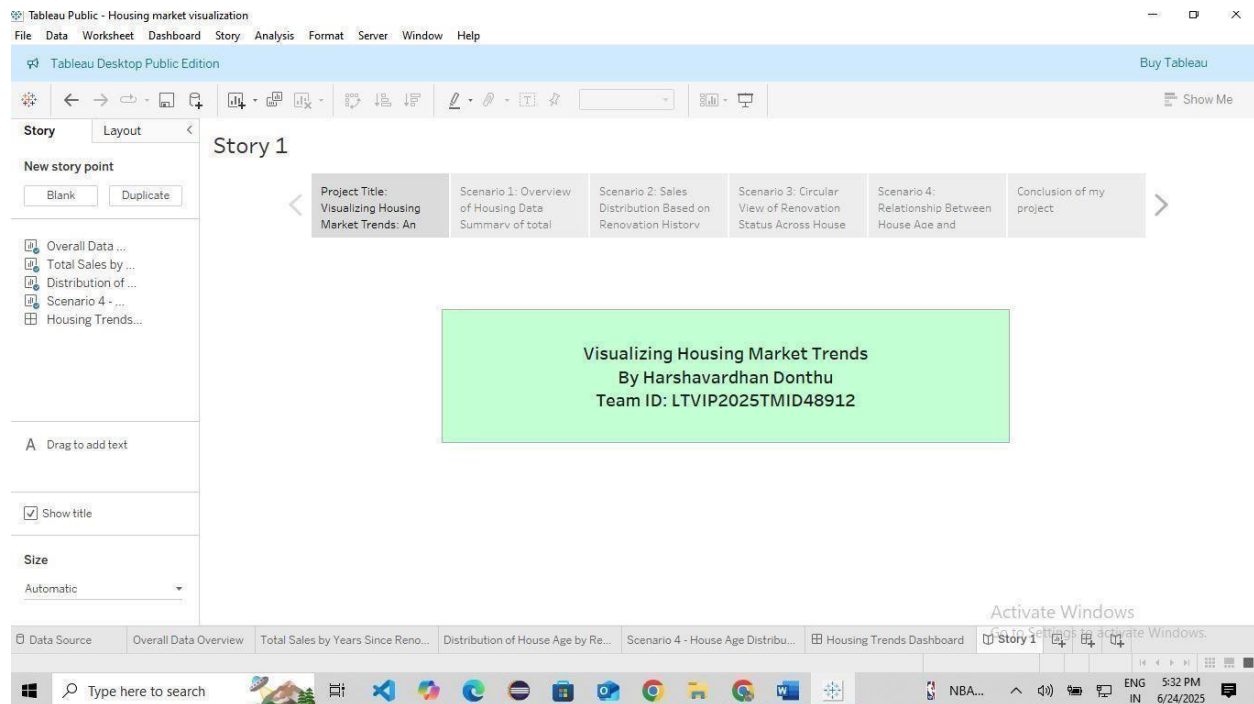 Tableau Public - Housing market visualization
File Data Worksheet Dashboard Story Analysis Format Server Window Help
Tableau Desktop Public Edition
Buy Tableau
Show Me
Story Layout
New story point
Blank Duplicate
Overall Data ...
Total Sales by ...
Distribution of ...
Scenario 4 - ...
Housing Trends...
A Drag to add text
Show title
Size
Automatic
Story 1
Project Title:
Visualizing Housing
Market Trends: An
Scenario 1: Overview
of Housing Data
Summary of total
Scenario 2: Sales
Distribution Based on
Renovation History
Scenario 3: Circular
View of Renovation
Status Across House
Scenario 4:
Relationship Between
House Age and
Conclusion of my
project
Visualizing Housing Market Trends
By Harshavardhan Donthu
Team ID: LTVIP2025TMID48912
Activate Windows
Go to Settings to activate Windows.
Data Source Overall Data Overview Total Sales by Years Since Reno... Distribution of House Age by Re... Scenario 4 - House Age Distribu... Housing Trends Dashboard Story 1
Type here to search
NBA...
ENG
IN
5:32 PM
6/24/2025